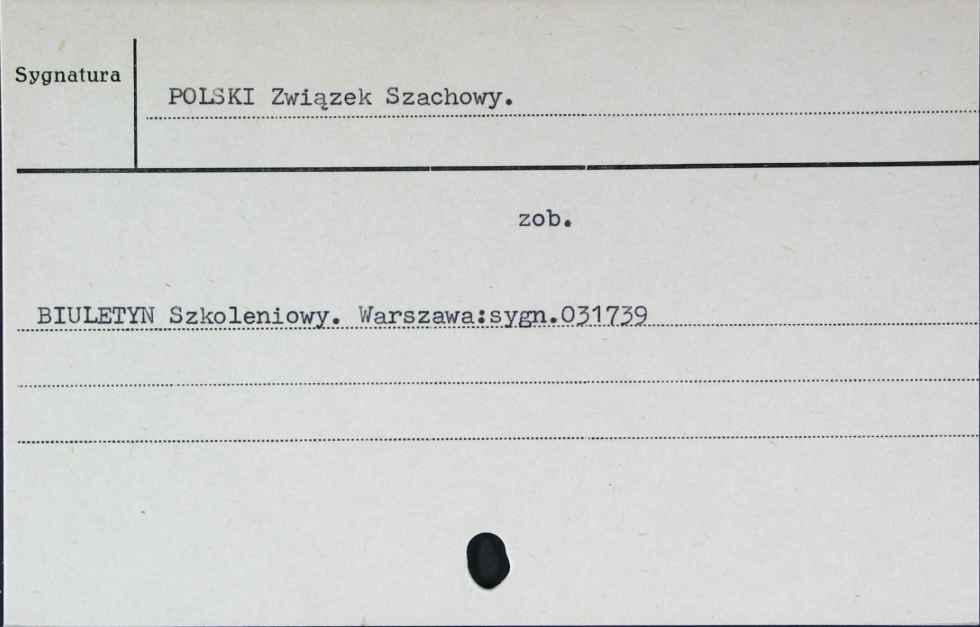 Sygnatura
POLSKI Związek Szachowy.
zob.
BIULETYN Szkoleniowy. Warszawa:sygn.031739